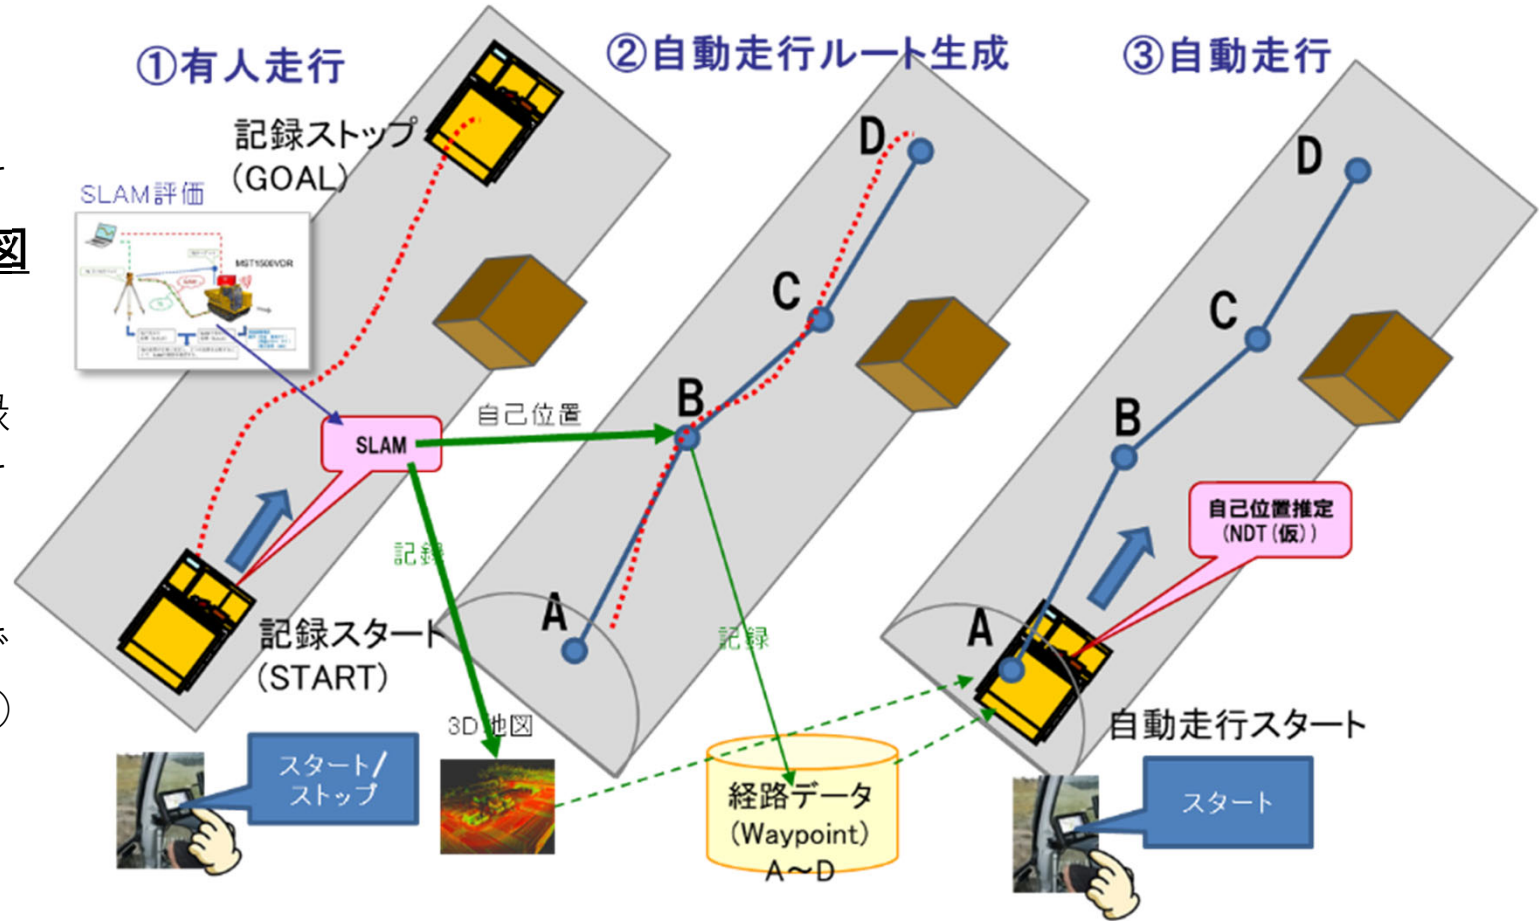 ①有人走行
②自動走行ルート生成
③自動走行
記録ストップ
(GOAL)
SLAM評価
MST1500VDR
図
SLAM
自己位置
記録
記録スタート
(START)
3D地図
スタート/
ストップ
A
B
C
D
記録
経路データ
(Waypoint)
A～D
A
B
C
D
自己位置推定
(NDT(仮))
自動走行スタート
スタート